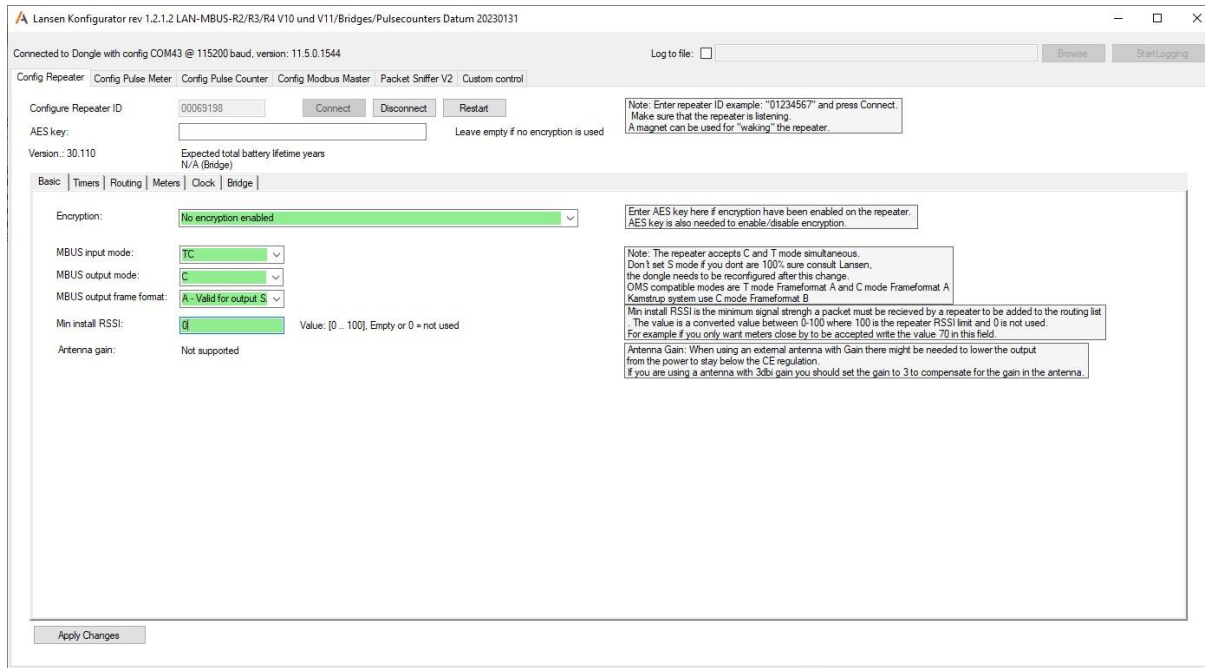 Lansen Konfigurator rev 1.2.1.2 LAN-MBUS-R2/R3/R4 V10 und V11/Bridges/Pulsecounters Datum 20230131
Connected to Dongle with config COM43 @ 115200 baud, version: 11.5.0.1544
Log to file:
Browse
StartLogging
Config Repeater
Config Pulse Meter
Config Pulse Counter
Config Modbus Master
Packet Sniffer V2
Custom control
Configure Repeater ID
00069198
Connect
Disconnect
Restart
Note: Enter repeater ID example: "01234567" and press Connect.
Make sure that the repeater is listening.
A magnet can be used for "waking" the repeater.
AES key:
Leave empty if no encryption is used
Version.: 30.110
Expected total battery lifetime years
N/A (Bridge)
Basic
Timers
Routing
Meters
Clock
Bridge
Encryption:
No encryption enabled
Enter AES key here if encryption have been enabled on the repeater.
AES key is also needed to enable/disable encryption.
MBUS input mode:
TC
MBUS output mode:
C
MBUS output frame format:
A - Valid for output S,
Note: The repeater accepts C and T mode simultaneous.
Don't set S mode if you dont are 100% sure consult Lansen,
the dongle needs to be reconfigured after this change.
OMS compatible modes are T mode Frameformat A and C mode Frameformat A
Kamstrup system use C mode Frameformat B
Min install RSSI:
0
Value: [0 .. 100], Empty or 0 = not used
Min install RSSI is the minimum signal strengh a packet must be recieved by a repeater to be added to the routing list
. The value is a converted value between 0-100 where 100 is the repeater RSSI limit and 0 is not used.
For example if you only want meters close by to be accepted write the value 70 in this field.
Antenna gain:
Not supported
Antenna Gain: When using an external antenna with Gain there might be needed to lower the output
from the power to stay below the CE regulation.
If you are using a antenna with 3dbi gain you should set the gain to 3 to compensate for the gain in the antenna.
Apply Changes